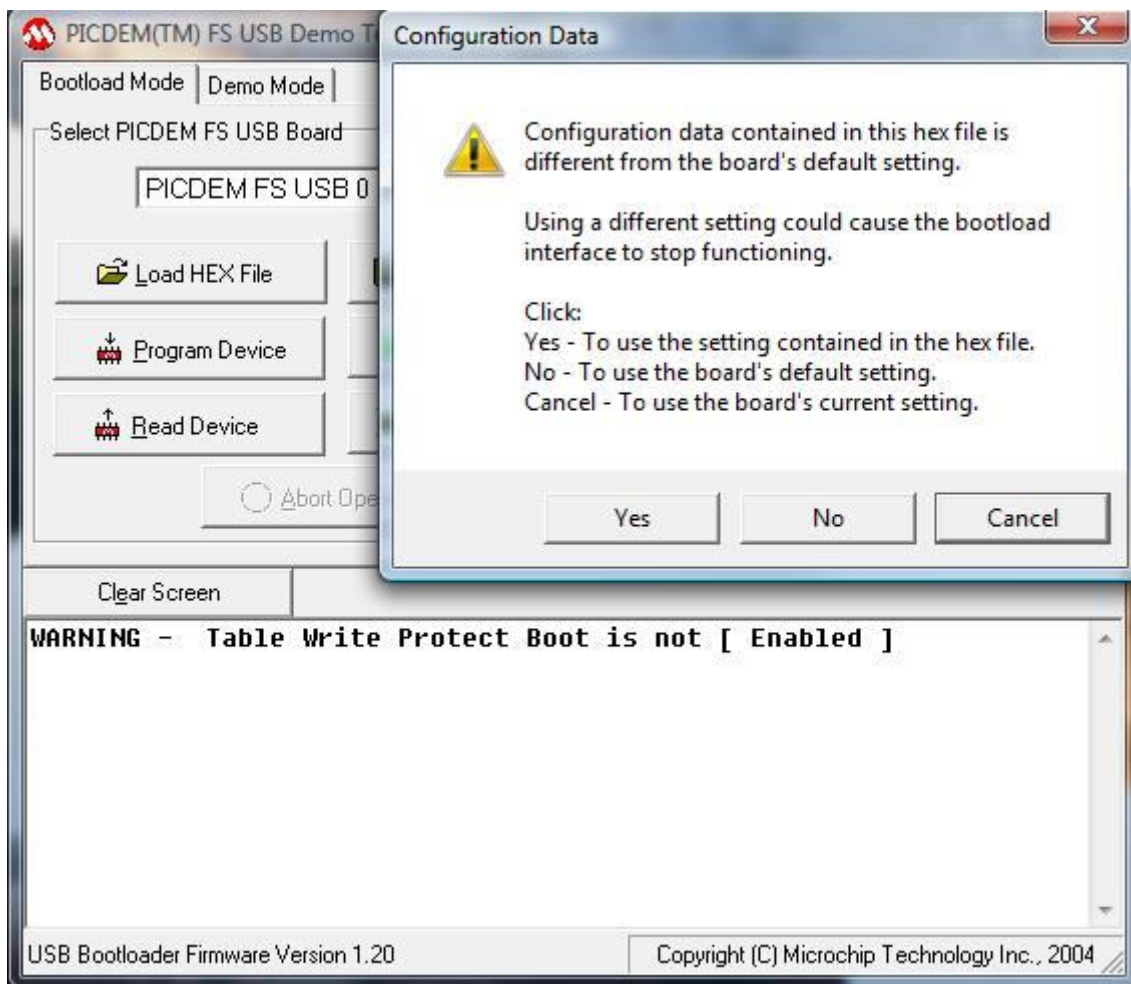 PICDEM(TM) FS USB Demo T
Configuration Data
Bootload Mode
Demo Mode
Select PICDEM FS USB Board
PICDEM FS USB 0
Load HEX File
Program Device
Read Device
Abort Ope
Configuration data contained in this hex file is
different from the board's default setting.
Using a different setting could cause the bootload
interface to stop functioning.
Click:
Yes - To use the setting contained in the hex file.
No - To use the board's default setting.
Cancel - To use the board's current setting.
Yes
No
Cancel
Clear Screen
WARNING - Table Write Protect Boot is not [ Enabled ]
USB Bootloader Firmware Version 1.20
Copyright (C) Microchip Technology Inc., 2004